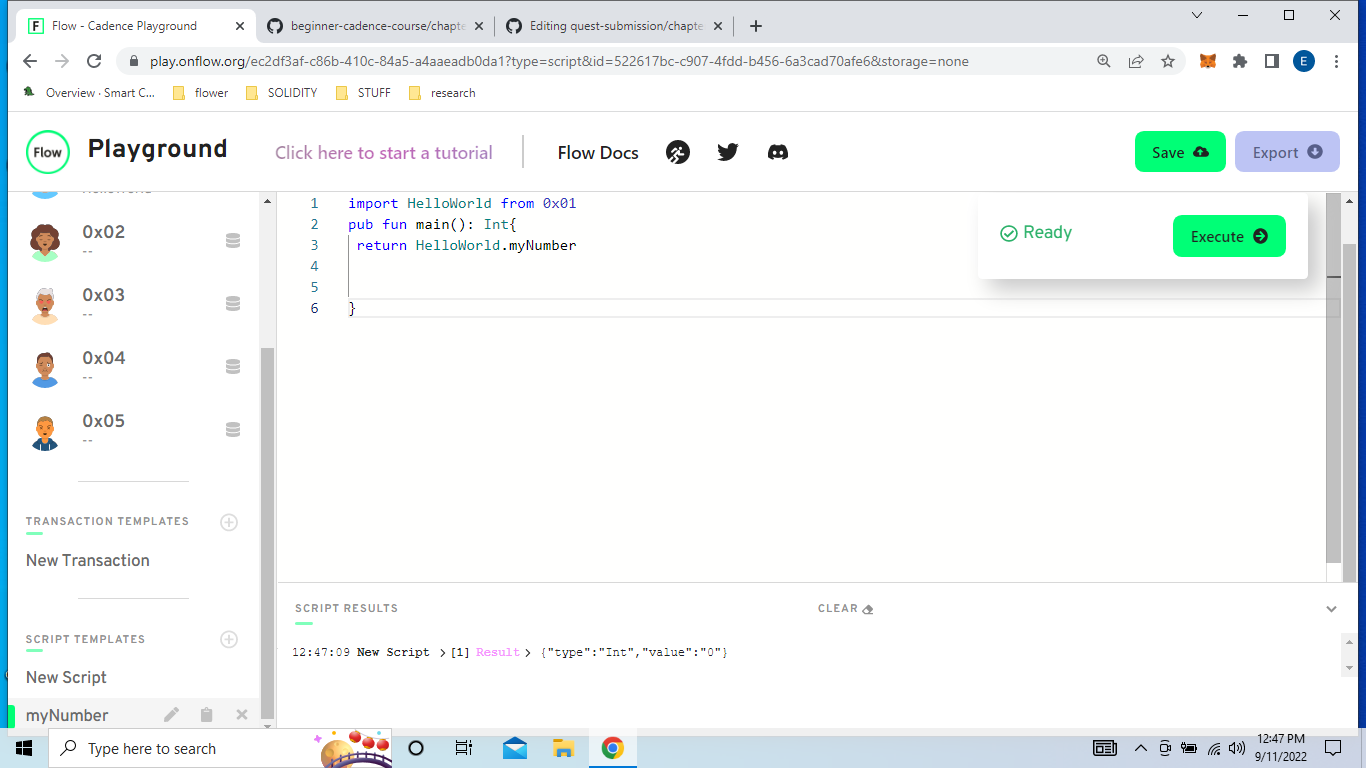 Flow - Cadence Playground
beginner-cadence-course/chapte
Editing quest-submission/chapte
play.onflow.org/ec2df3af-c86b-410c-84a5-a4aaeadb0da1?type=script&id=522617bc-c907-4fdd-b456-6a3cad70afe6&storage=none
E
Overview · Smart C...
flower
SOLIDITY
STUFF
research
Flow
Playground
Click here to start a tutorial
Flow Docs
Save
Export
0x02
--
0x03
--
0x04
--
0x05
--
TRANSACTION TEMPLATES
New Transaction
SCRIPT TEMPLATES
New Script
myNumber
1 import HelloWorld from 0x01
2 pub fun main(): Int{
3 return HelloWorld.myNumber
4
5
6 }
Ready
Execute
SCRIPT RESULTS
CLEAR
12:47:09 New Script > [1] Result > {"type":"Int","value":"0"}
Type here to search
12:47 PM
9/11/2022